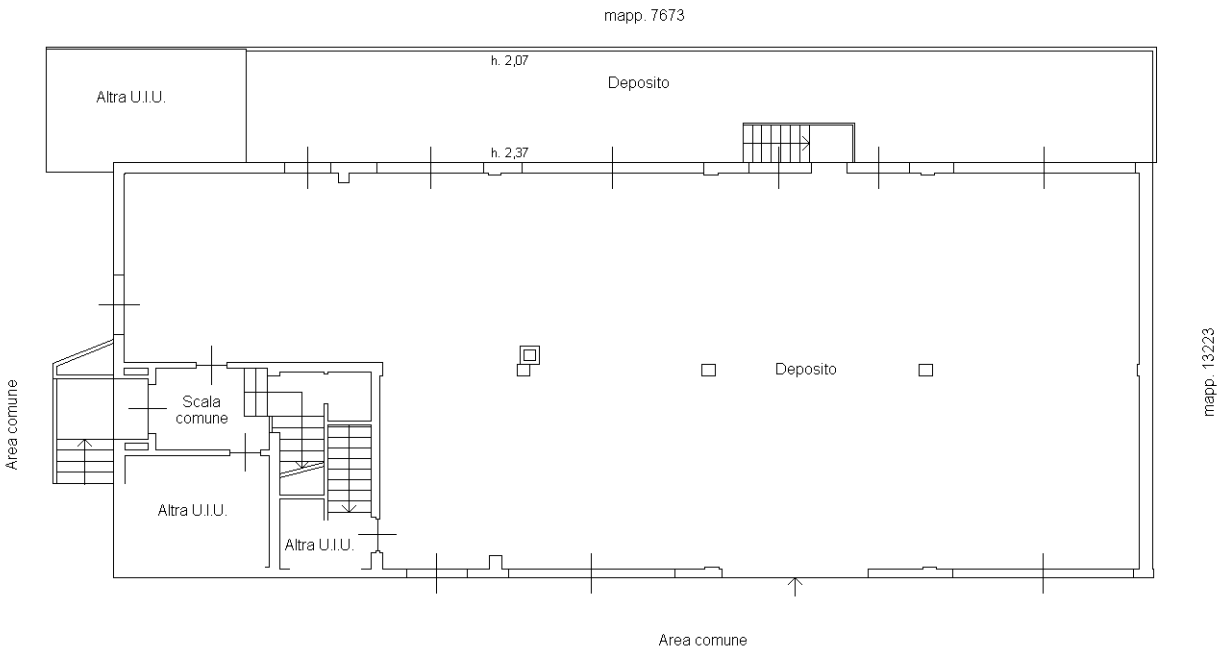 mapp. 7673
h. 2,07
Deposito
Altra U.I.U.
h. 2,37
mapp. 13223
Deposito
Area comune
Scala
comune
Altra U.I.U.
Altra U.I.U.
Area comune